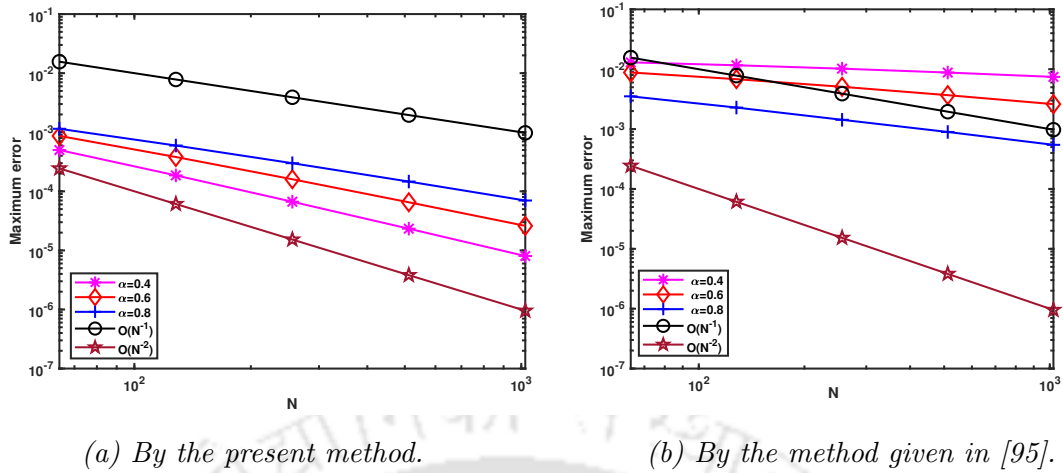 10^-1
10^-2
10^-3
10^-4
10^-5
10^-6
10^-7
Maximum error
α=0.4
α=0.6
α=0.8
O(N^-1)
O(N^-2)
10^2
10^3
N
(a) By the present method.
10^-1
10^-2
10^-3
10^-4
10^-5
10^-6
10^-7
Maximum error
α=0.4
α=0.6
α=0.8
O(N^-1)
O(N^-2)
10^2
10^3
N
(b) By the method given in [95].